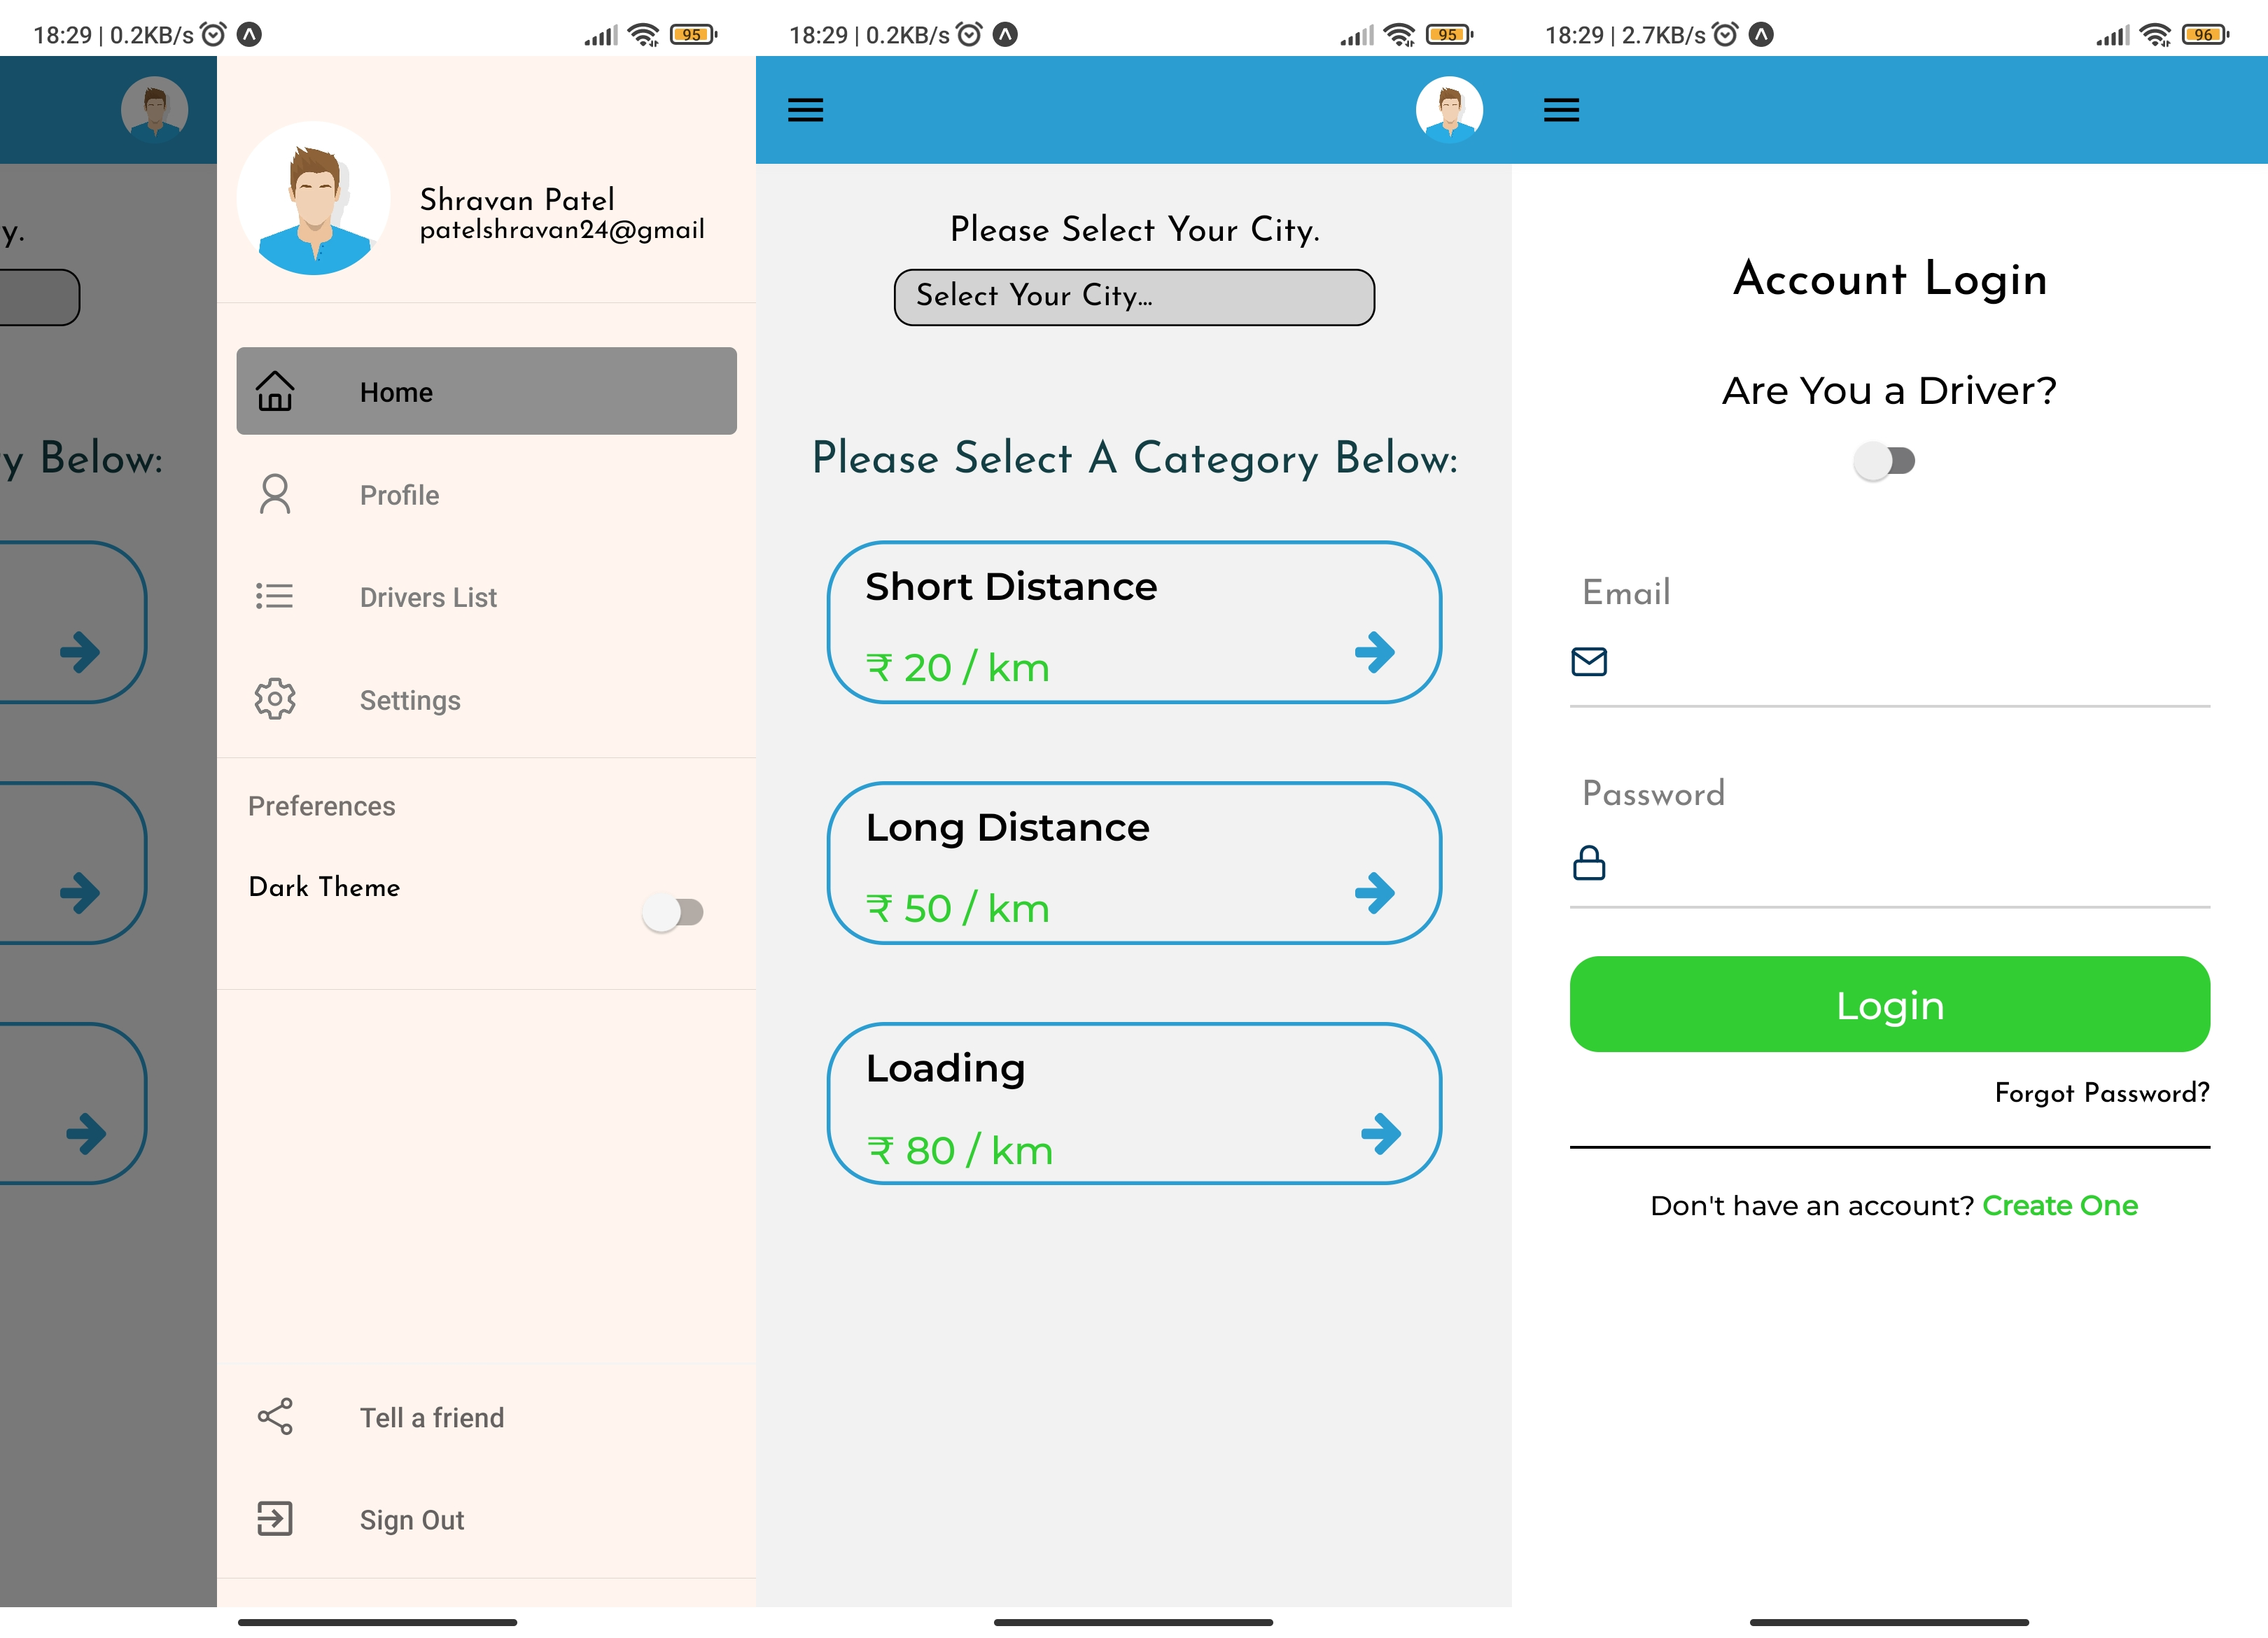 18:29 | 0.2KB/s
95
y.
y Below:
Shravan Patel
patelshravan24@gmail
Home
Profile
Drivers List
Settings
Preferences
Dark Theme
Tell a friend
Sign Out
18:29 | 0.2KB/s
95
Please Select Your City.
Select Your City...
Please Select A Category Below:
Short Distance
₹ 20 / km
Long Distance
₹ 50 / km
Loading
₹ 80 / km
18:29 | 2.7KB/s
96
Account Login
Are You a Driver?
Email
Password
Login
Forgot Password?
Don't have an account? Create One